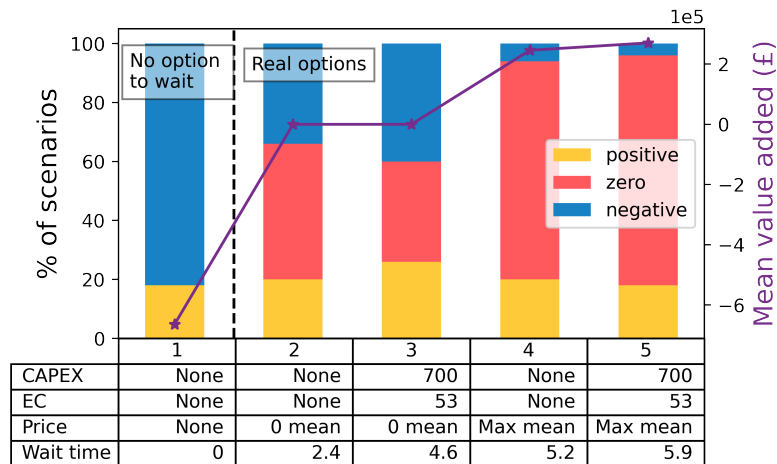 1e5
No option
to wait
Real options
100
80
60
40
20
0
% of scenarios
2
0
−2
−4
−6
Mean value added (£)
positive
zero
negative
1 2 3 4 5
CAPEX None None 700 None 700
EC None None 53 None 53
Price None 0 mean 0 mean Max mean Max mean
Wait time 0 2.4 4.6 5.2 5.9